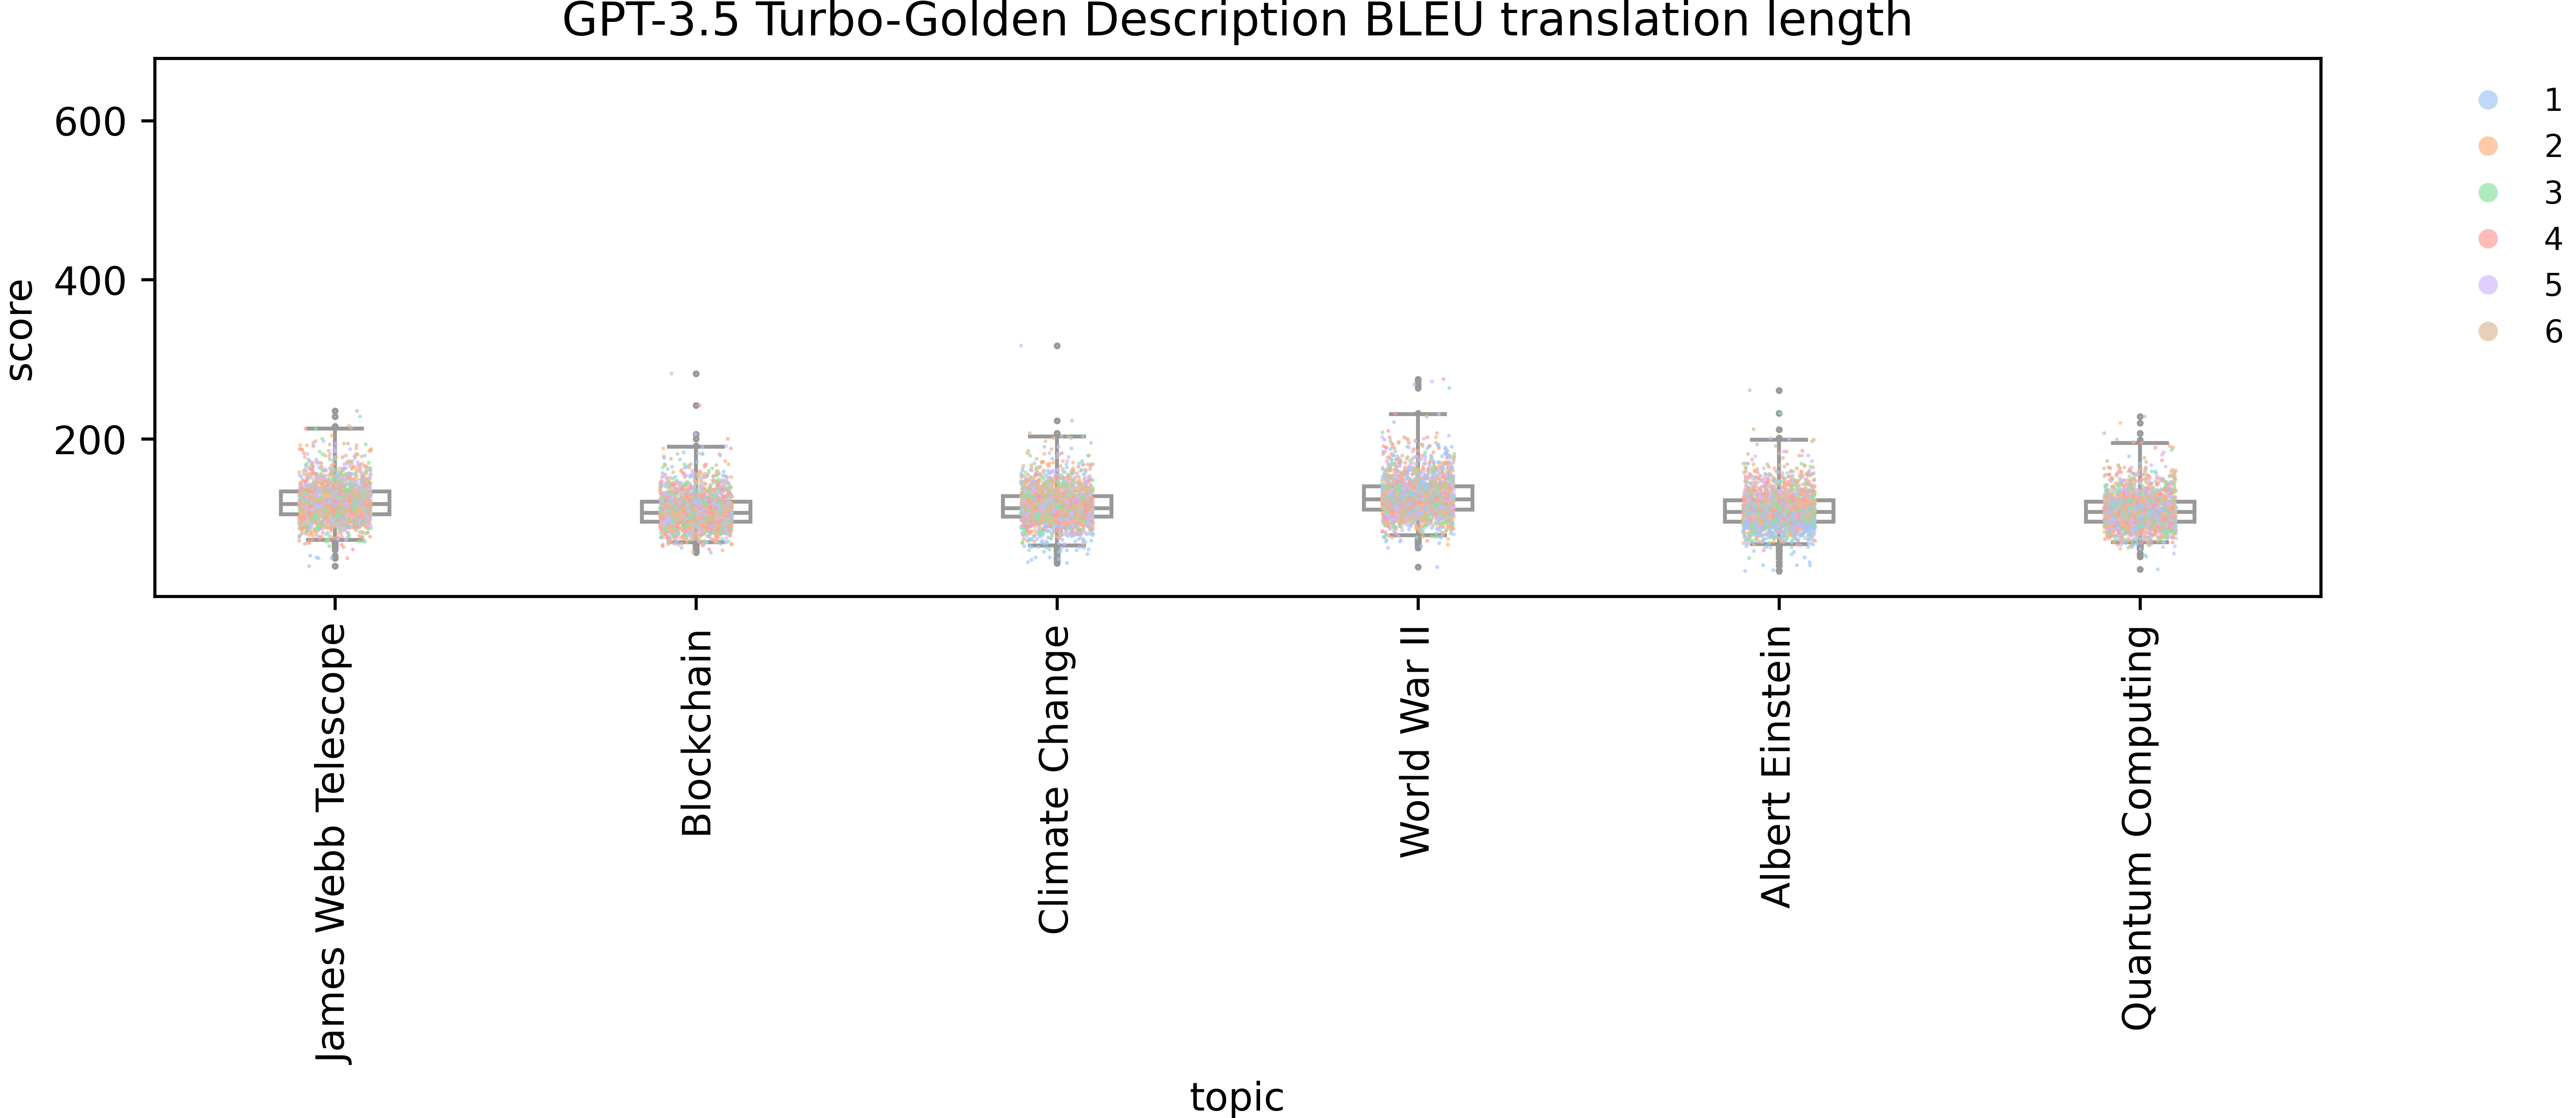 GPT-3.5 Turbo-Golden Description BLEU translation length
score
600
400
200
1
2
3
4
5
6
James Webb Telescope
Blockchain
Climate Change
World War II
Albert Einstein
Quantum Computing
topic